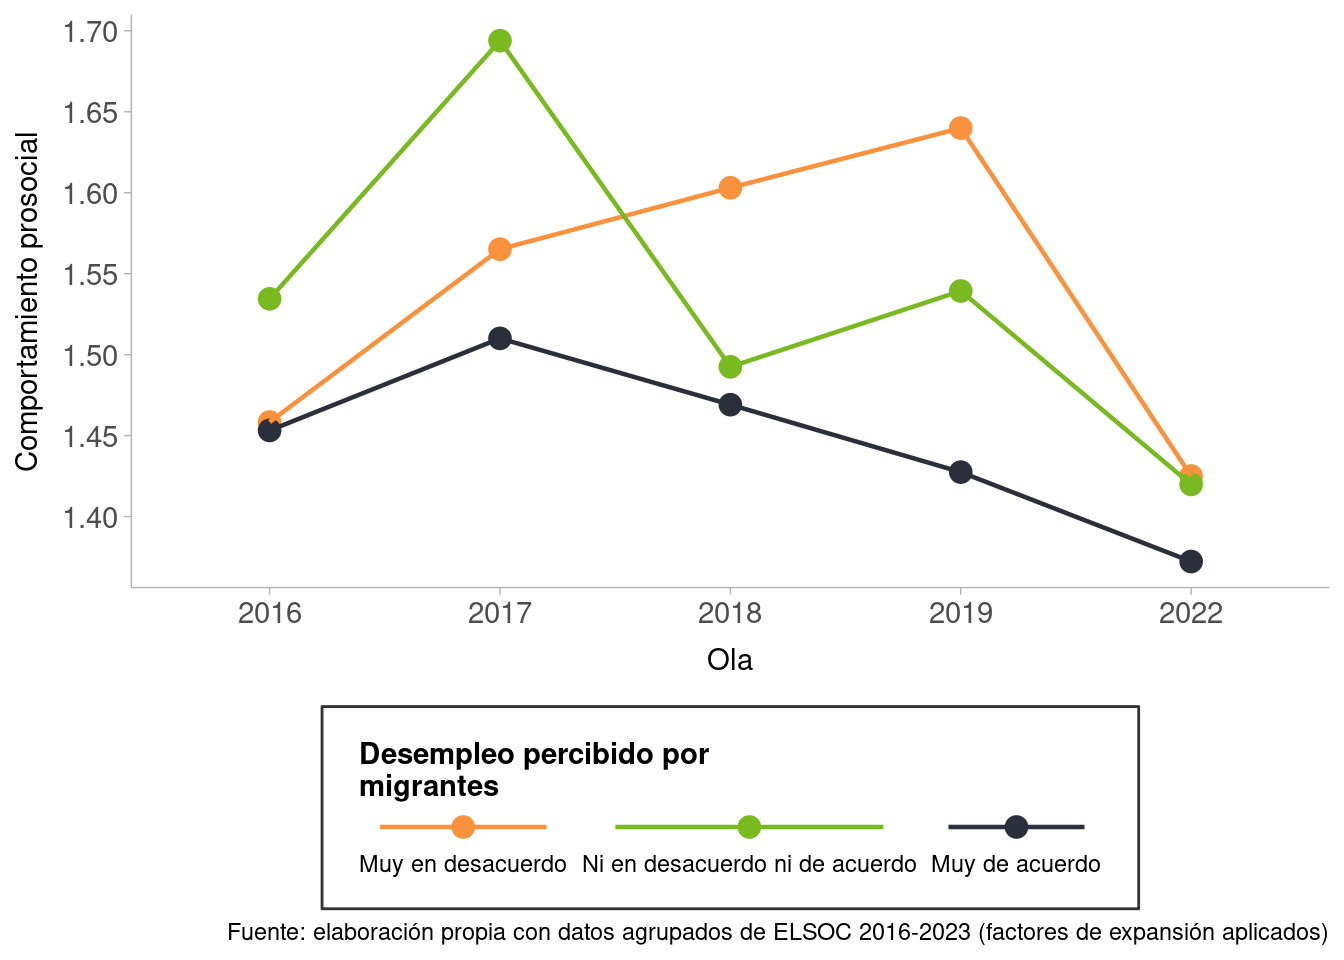 Comportamiento prosocial
1.70
1.65
1.60
1.55
1.50
1.45
1.40
2016 2017 2018 2019 2022
Ola
Desempleo percibido por
migrantes
Muy en desacuerdo Ni en desacuerdo ni de acuerdo Muy de acuerdo
Fuente: elaboración propia con datos agrupados de ELSOC 2016-2023 (factores de expansión aplicados)